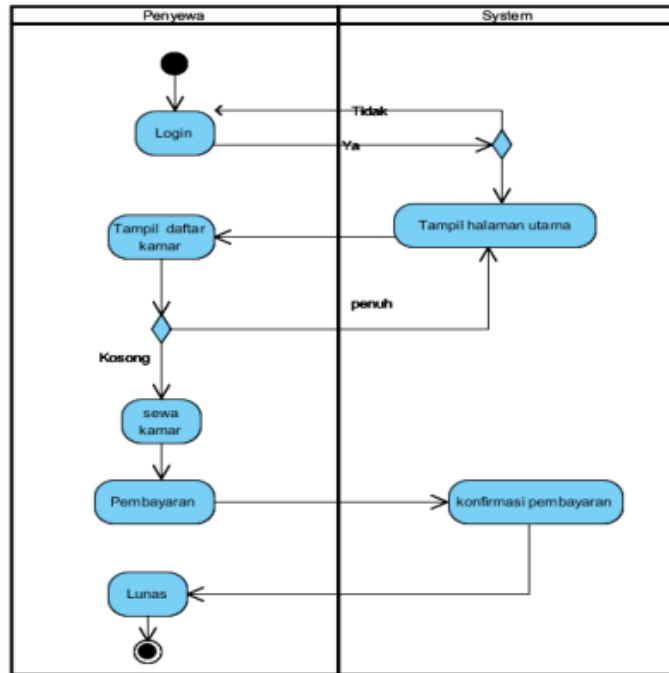 Penyewa
System
Tidak
Login
Ya
Tampil daftar
kamar
Tampil halaman utama
penuh
Kosong
sewa
kamar
Pembayaran
konfirmasi pembayaran
Lunas